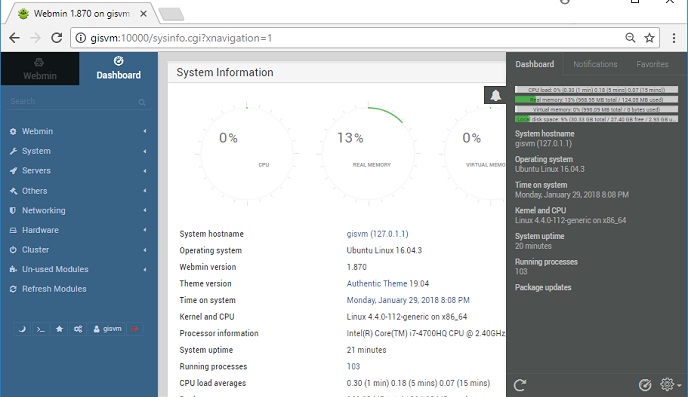 Webmin 1.870 on gisvm
gisvm:10000/sysinfo.cgi?xnavigation=1
Webmin
Dashboard
Search
Webmin
System
Servers
Others
Networking
Hardware
Cluster
Un-used Modules
Refresh Modules
gisvm
System Information
0%
CPU
13%
REAL MEMORY
0%
VIRTUAL MEMO
System hostname gisvm (127.0.1.1)
Operating system Ubuntu Linux 16.04.3
Webmin version 1.870
Theme version Authentic Theme 19.04
Time on system Monday, January 29, 2018 8:08 PM
Kernel and CPU Linux 4.4.0-112-generic on x86_64
Processor information Intel(R) Core(TM) i7-4700HQ CPU @ 2.40GHz
System uptime 21 minutes
Running processes 103
CPU load averages 0.30 (1 min) 0.18 (5 mins) 0.07 (15 mins)
Dashboard Notifications Favorites
CPU load: 0% (0.30 (1 min) 0.18 (5 mins) 0.07 (15 mins))
Real memory: 13% (968.98 MB total / 124.05 MB used)
Virtual memory: 0% (998.09 MB total / 0 bytes used)
Local disk space: 9% (30.33 GB total / 27.40 GB free / 2.93 GB u
System hostname
gisvm (127.0.1.1)
Operating system
Ubuntu Linux 16.04.3
Time on system
Monday, January 29, 2018 8:08 PM
Kernel and CPU
Linux 4.4.0-112-generic on x86_64
System uptime
20 minutes
Running processes
103
Package updates